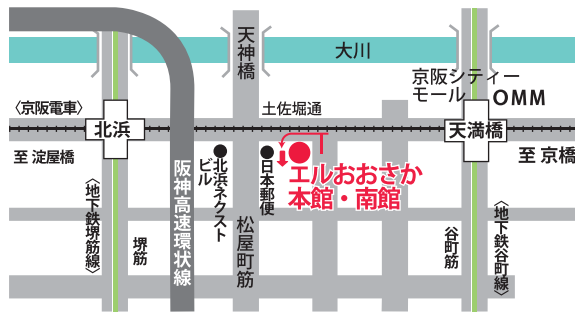 天神橋
大川
京阪シティー
モール
OMM
〈京阪電車〉
土佐堀通
北浜
天満橋
至 淀屋橋
至 京橋
北浜ネクスト
ビル
日本郵便
エルおおさか
本館・南館
阪神高速環状線
〈地下鉄堺筋線〉
堺筋
松屋町筋
谷町筋
〈地下鉄谷町線〉